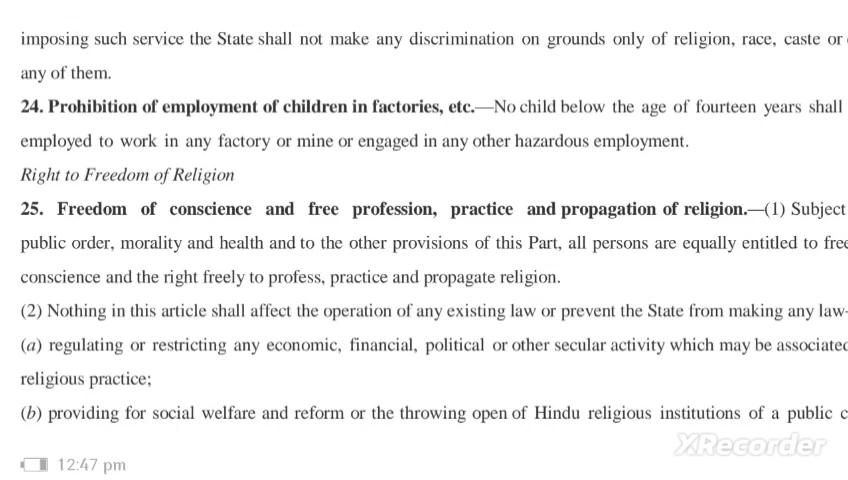 imposing such service the State shall not make any discrimination on grounds only of religion, race, caste or
any of them.
24. Prohibition of employment of children in factories, etc.—No child below the age of fourteen years shall
employed to work in any factory or mine or engaged in any other hazardous employment.
Right to Freedom of Religion
25. Freedom of conscience and free profession, practice and propagation of religion.—(1) Subject
public order, morality and health and to the other provisions of this Part, all persons are equally entitled to free
conscience and the right freely to profess, practice and propagate religion.
(2) Nothing in this article shall affect the operation of any existing law or prevent the State from making any law-
(a) regulating or restricting any economic, financial, political or other secular activity which may be associated
religious practice;
(b) providing for social welfare and reform or the throwing open of Hindu religious institutions of a public c
XRecorder
12:47 pm